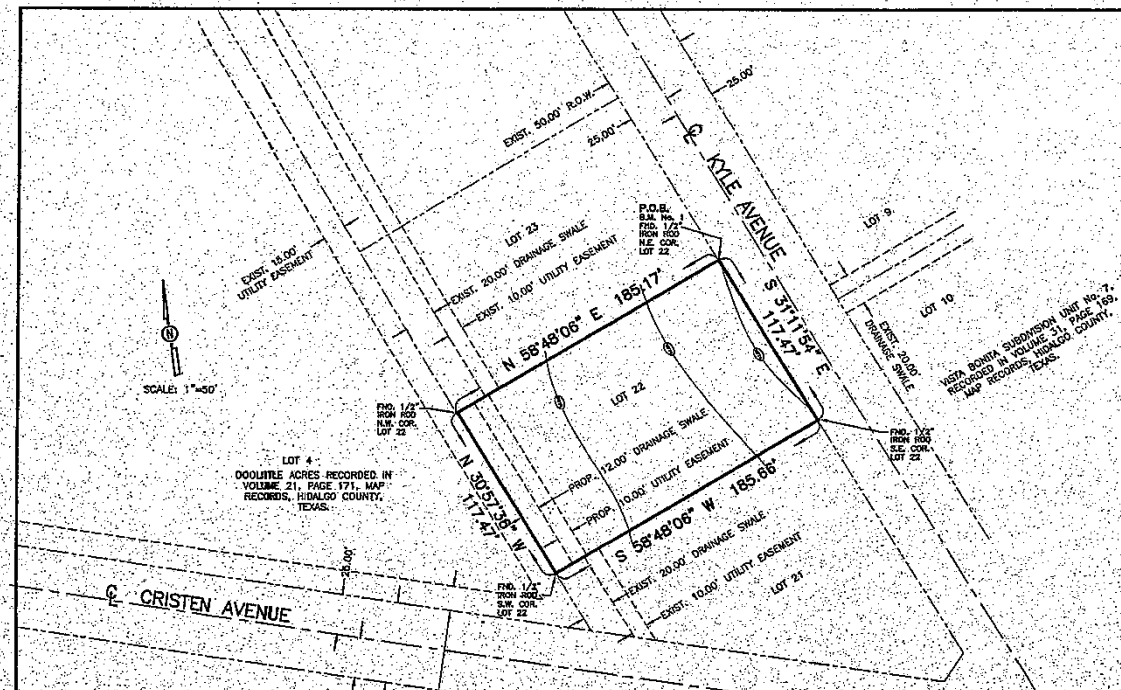 EXIST. 50.00' R.O.W.
25.00'
25.00'
℄ KYLE AVENUE
EXIST. 15.00'
UTILITY EASEMENT
LOT 23
EXIST. 20.00' DRAINAGE SWALE
EXIST. 10.00' UTILITY EASEMENT
P.O.B.
B.M. No. 1
FND. 1/2"
IRON ROD
N.E. COR.
LOT 22
LOT 9
LOT 10
EXIST. 20.00'
DRAINAGE SWALE
VISTA BONITA SUBDIVISION UNIT No. 7,
RECORDED IN VOLUME 31, PAGE 169,
MAP RECORDS, HIDALGO COUNTY,
TEXAS.
N
SCALE: 1"=50'
N 58°48'06" E 185.17'
S 31°11'54" E
117.47'
LOT 22
FND. 1/2"
IRON ROD
N.W. COR.
LOT 22
PROP. 12.00' DRAINAGE SWALE
PROP. 10.00' UTILITY EASEMENT
FND. 1/2"
IRON ROD
S.E. COR.
LOT 22
LOT 4
DOOLITTLE ACRES RECORDED IN
VOLUME 21, PAGE 171, MAP
RECORDS, HIDALGO COUNTY,
TEXAS.
N 30°57'36" W
117.47'
S 58°48'06" W 185.66'
EXIST. 20.00' DRAINAGE SWALE
EXIST. 10.00' UTILITY EASEMENT
LOT 21
FND. 1/2"
IRON ROD
S.W. COR.
LOT 22
25.00'
℄ CRISTEN AVENUE